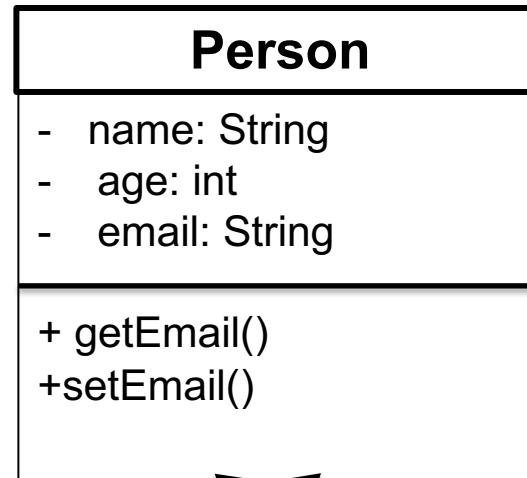 Person
- name: String
- age: int
- email: String
+ getEmail()
+setEmail()